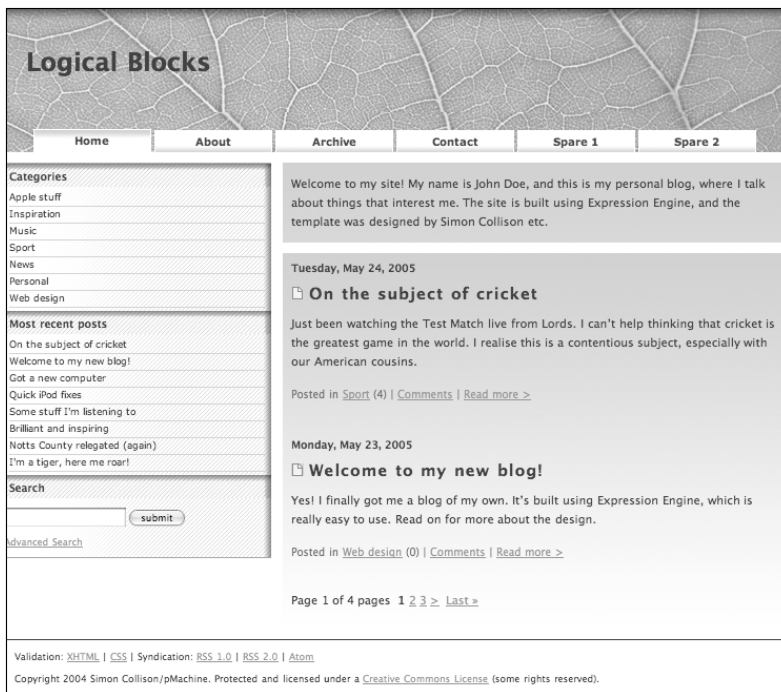 Logical Blocks
Home About Archive Contact Spare 1 Spare 2
Categories
Apple stuff
Inspiration
Music
Sport
News
Personal
Web design
Most recent posts
On the subject of cricket
Welcome to my new blog!
Got a new computer
Quick iPod fixes
Some stuff I'm listening to
Brilliant and inspiring
Notts County relegated (again)
I'm a tiger, here me roar!
Search
submit
Advanced Search
Welcome to my site! My name is John Doe, and this is my personal blog, where I talk
about things that interest me. The site is built using Expression Engine, and the
template was designed by Simon Collison etc.
Tuesday, May 24, 2005
On the subject of cricket
Just been watching the Test Match live from Lords. I can't help thinking that cricket is
the greatest game in the world. I realise this is a contentious subject, especially with
our American cousins.
Posted in Sport (4) | Comments | Read more >
Monday, May 23, 2005
Welcome to my new blog!
Yes! I finally got me a blog of my own. It's built using Expression Engine, which is
really easy to use. Read on for more about the design.
Posted in Web design (0) | Comments | Read more >
Page 1 of 4 pages 1 2 3 > Last »
Validation: XHTML | CSS | Syndication: RSS 1.0 | RSS 2.0 | Atom
Copyright 2004 Simon Collison/pMachine. Protected and licensed under a Creative Commons License (some rights reserved).